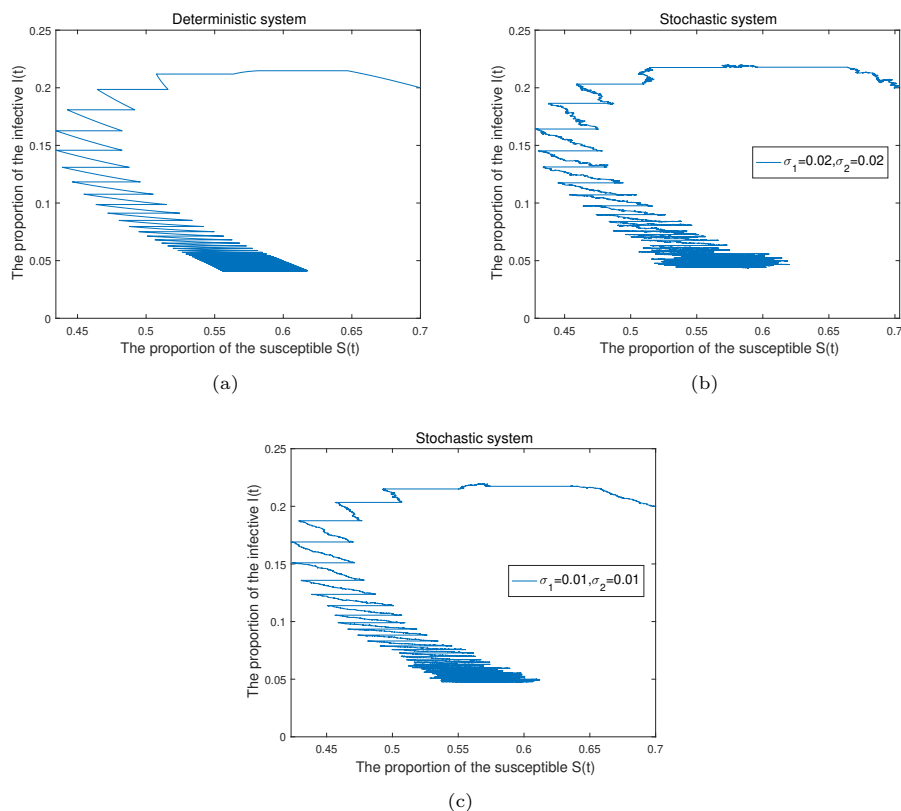 Deterministic system
0.25
0.2
0.15
0.1
0.05
0
0.45
0.5
0.55
0.6
0.65
0.7
The proportion of the infective I(t)
The proportion of the susceptible S(t)
(a)
Stochastic system
0.25
0.2
0.15
0.1
0.05
0
0.45
0.5
0.55
0.6
0.65
0.7
The proportion of the infective I(t)
The proportion of the susceptible S(t)
σ₁=0.02,σ₂=0.02
(b)
Stochastic system
0.25
0.2
0.15
0.1
0.05
0
0.45
0.5
0.55
0.6
0.65
0.7
The proportion of the infective I(t)
The proportion of the susceptible S(t)
σ₁=0.01,σ₂=0.01
(c)